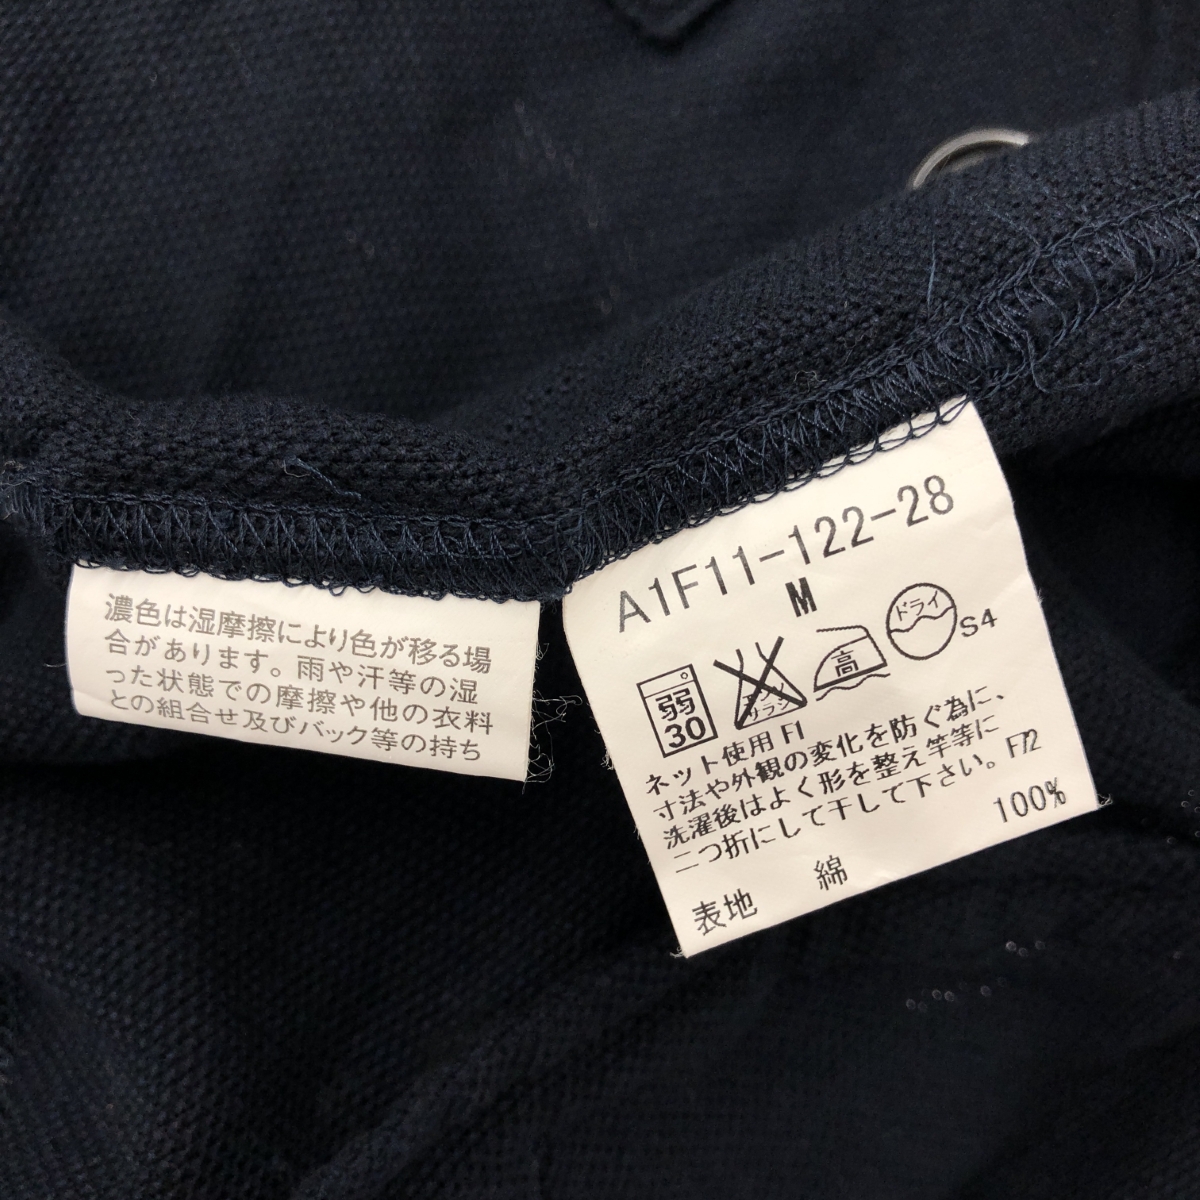 濃色は湿摩擦により色が移る場
合があります。雨や汗等の湿
った状態での摩擦や他の衣料
との組合せ及びバック等の持ち
A1F11-122-28
M
弱
30
高
ドライ
S4
ネット使用 FI
寸法や外観の変化を防ぐ為に、
洗濯後はよく形を整え竿等に
二つ折にして干して下さい。F/2
表地 綿 100%